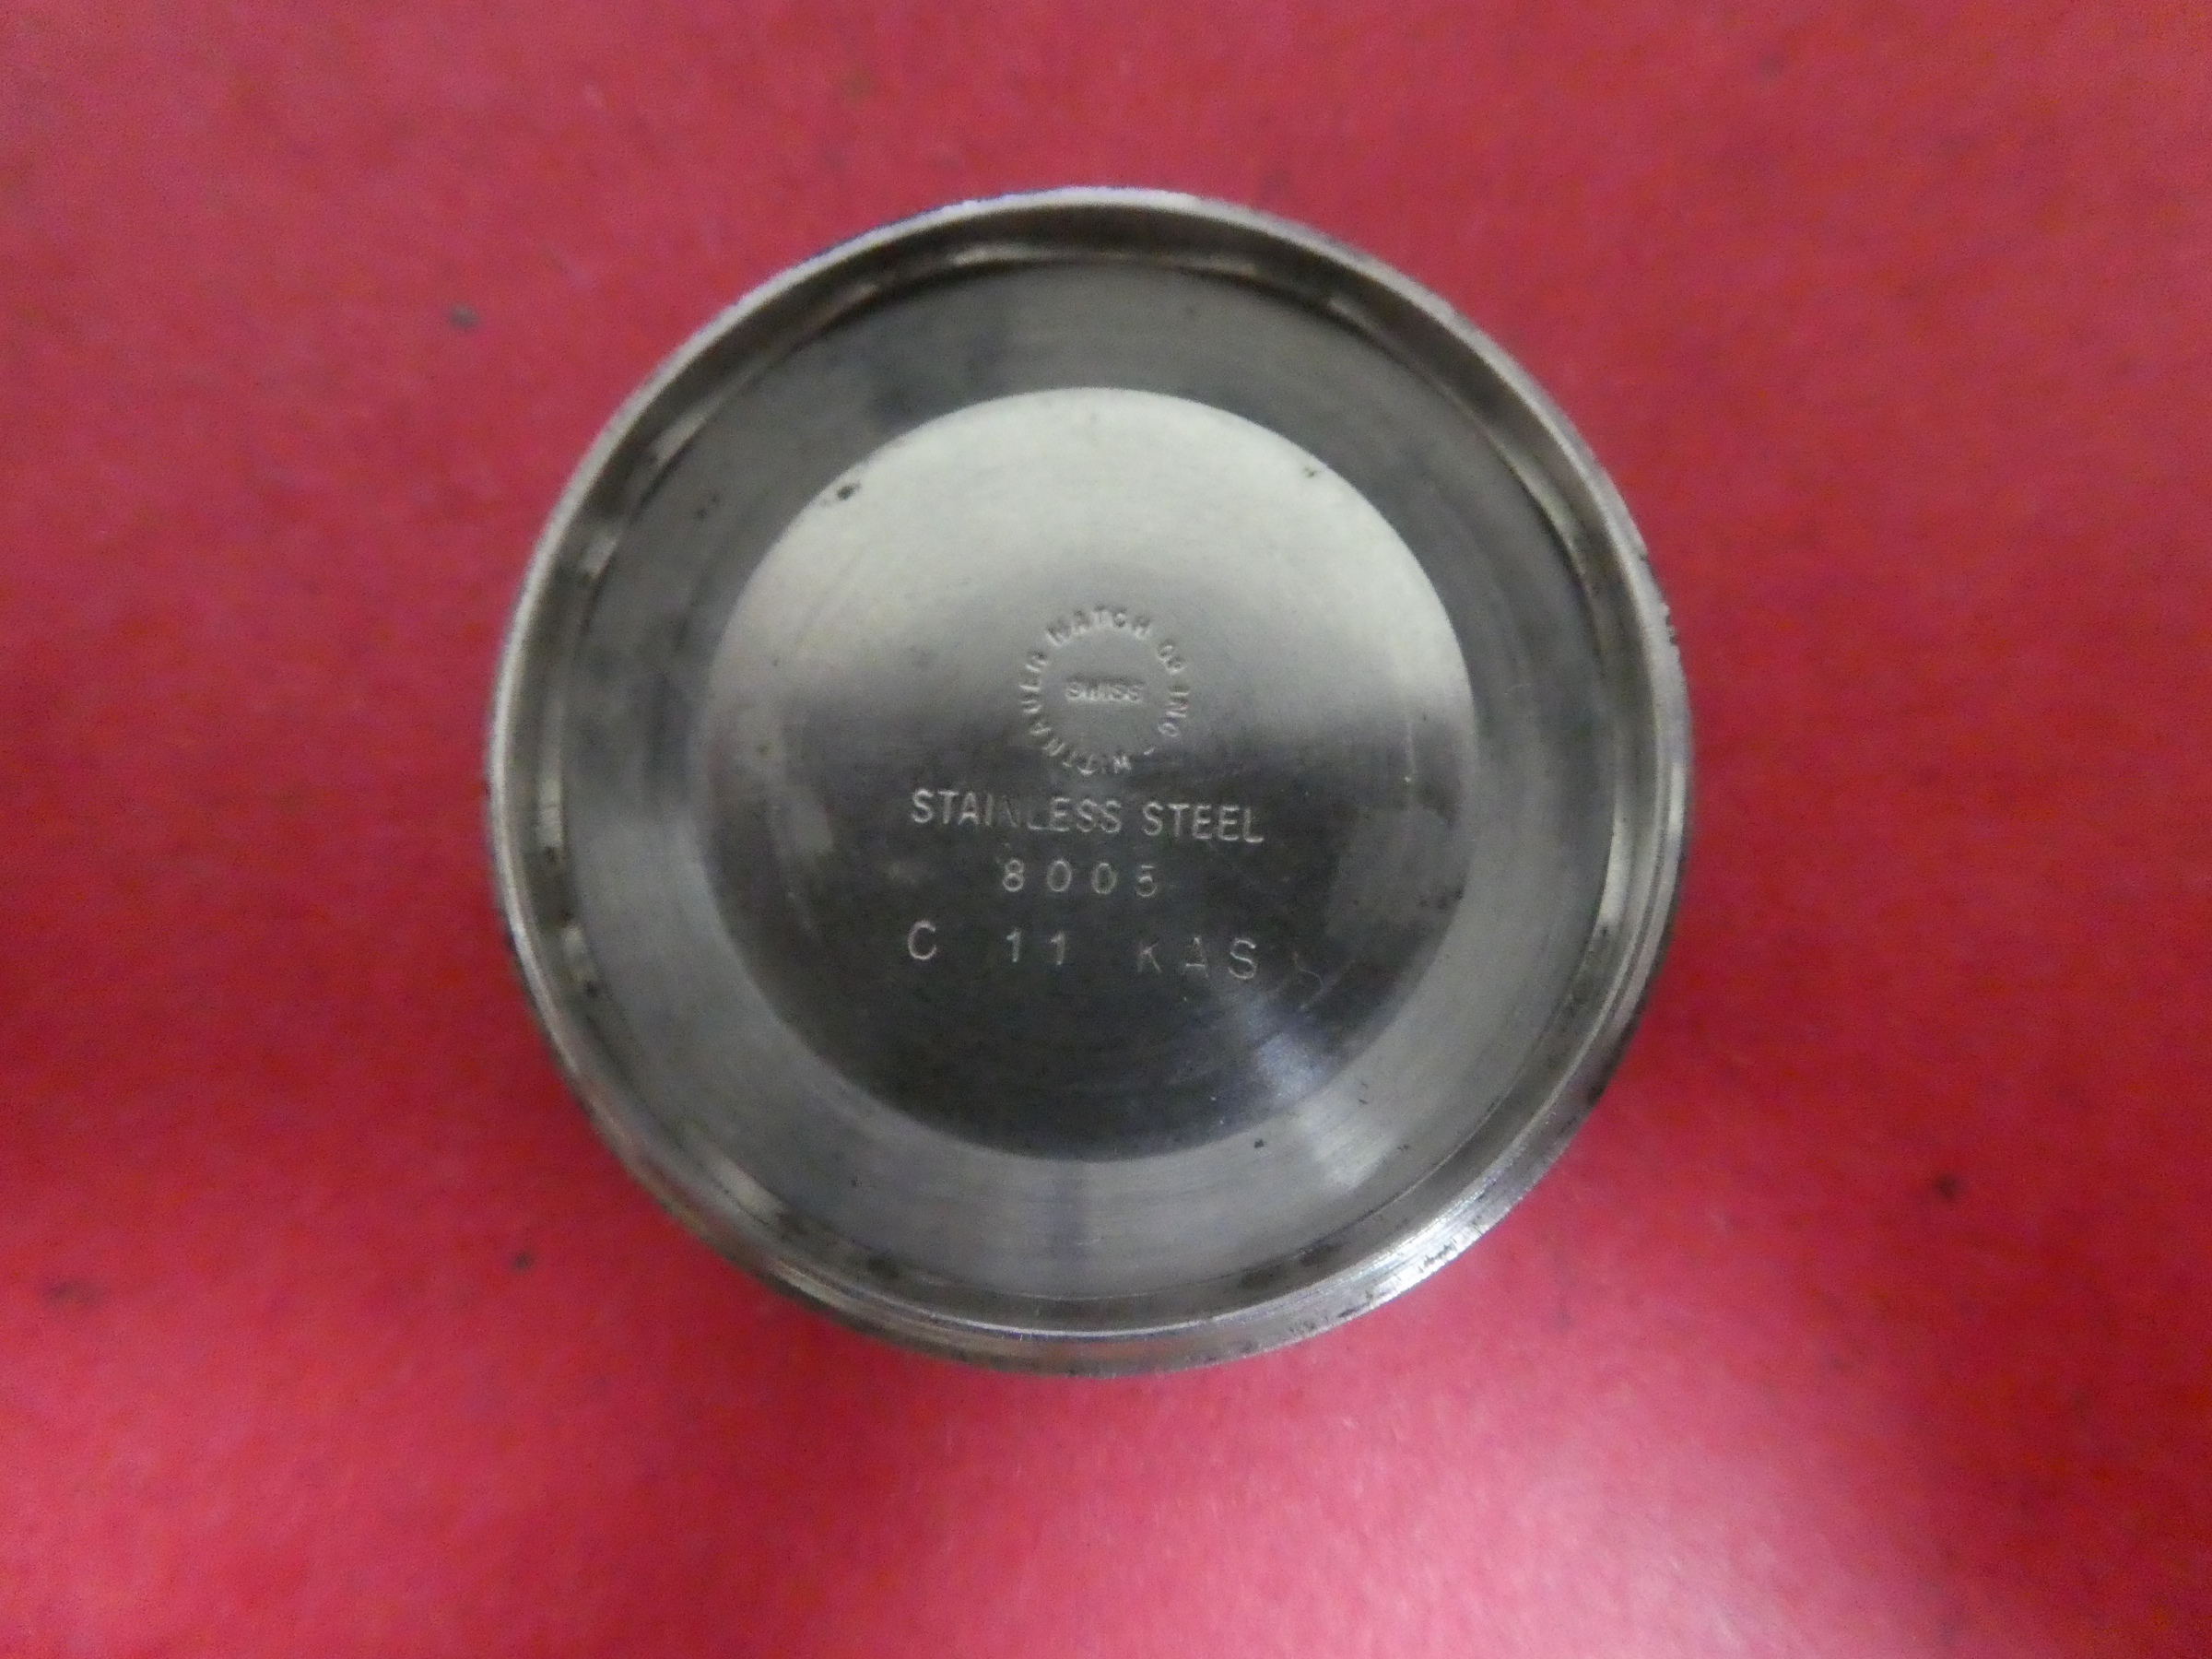 WITTNAUER WATCH CO INC
SWISS
STAINLESS STEEL
8005
C 11 KAS